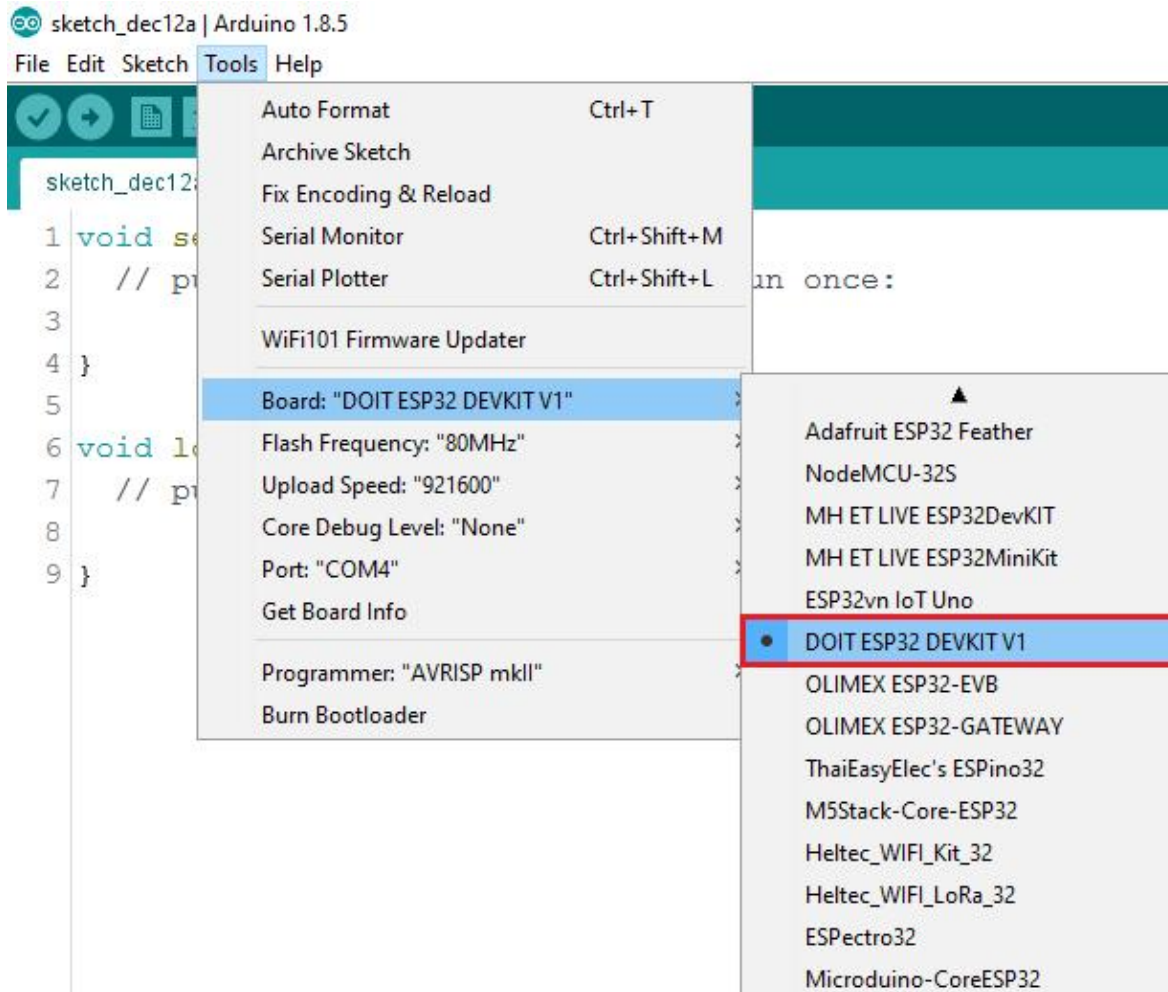 sketch_dec12a | Arduino 1.8.5
File Edit Sketch Tools Help
sketch_dec12
Auto Format Ctrl+T
Archive Sketch
Fix Encoding & Reload
Serial Monitor Ctrl+Shift+M
Serial Plotter Ctrl+Shift+L
WiFi101 Firmware Updater
Board: "DOIT ESP32 DEVKIT V1"
Flash Frequency: "80MHz"
Upload Speed: "921600"
Core Debug Level: "None"
Port: "COM4"
Get Board Info
Programmer: "AVRISP mkII"
Burn Bootloader
1 void
2 // once:
3
4 }
5
6 void
7 //
8
9 }
Adafruit ESP32 Feather
NodeMCU-32S
MH ET LIVE ESP32DevKIT
MH ET LIVE ESP32MiniKit
ESP32vn IoT Uno
DOIT ESP32 DEVKIT V1
OLIMEX ESP32-EVB
OLIMEX ESP32-GATEWAY
ThaiEasyElec's ESPino32
M5Stack-Core-ESP32
Heltec_WIFI_Kit_32
Heltec_WIFI_LoRa_32
ESPectro32
Microduino-CoreESP32